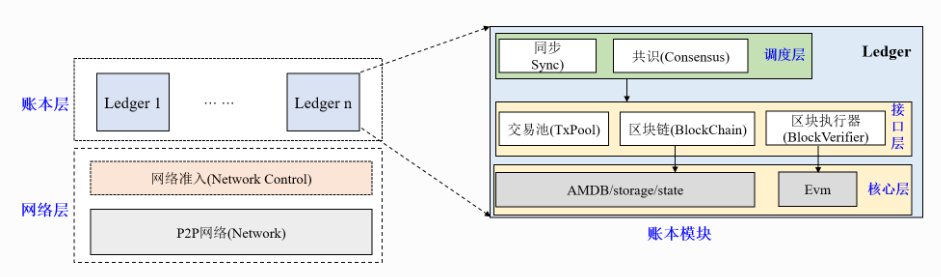 账本层
Ledger 1
... ...
Ledger n
网络层
网络准入(Network Control)
P2P网络(Network)
Ledger
同步
Sync)
共识(Consensus)
调度层
交易池(TxPool)
区块链(BlockChain)
区块执行器
(BlockVerifier)
接
口
层
AMDB/storage/state
Evm
核心层
账本模块